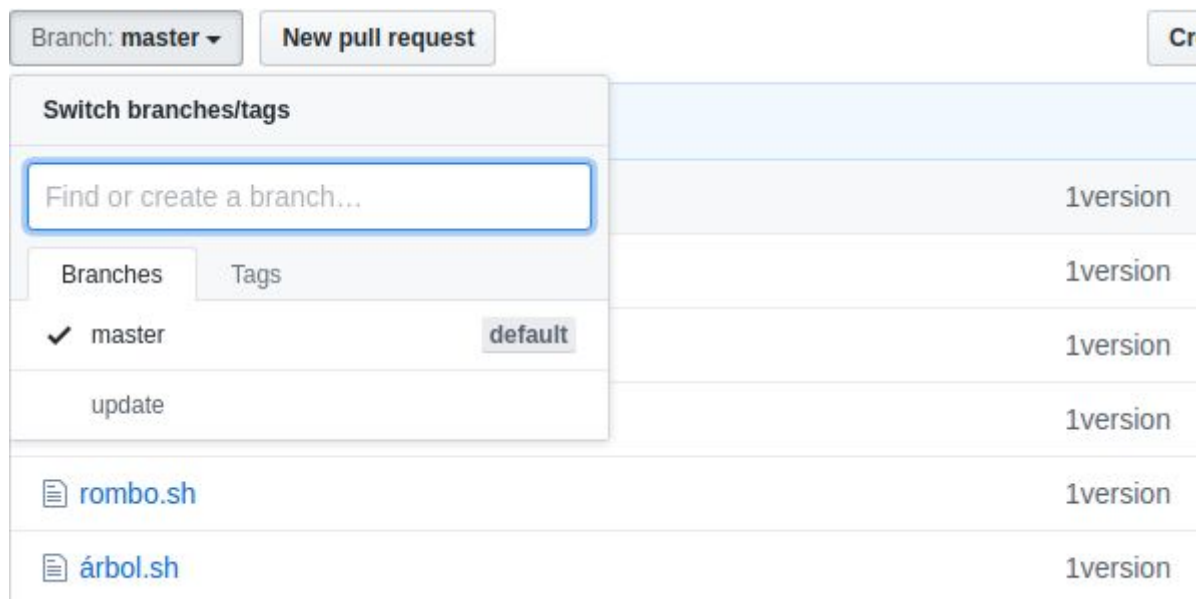 Branch: master New pull request Cr
Switch branches/tags
Find or create a branch... 1version
Branches Tags 1version
master default 1version
update 1version
rombo.sh 1version
árbol.sh 1version